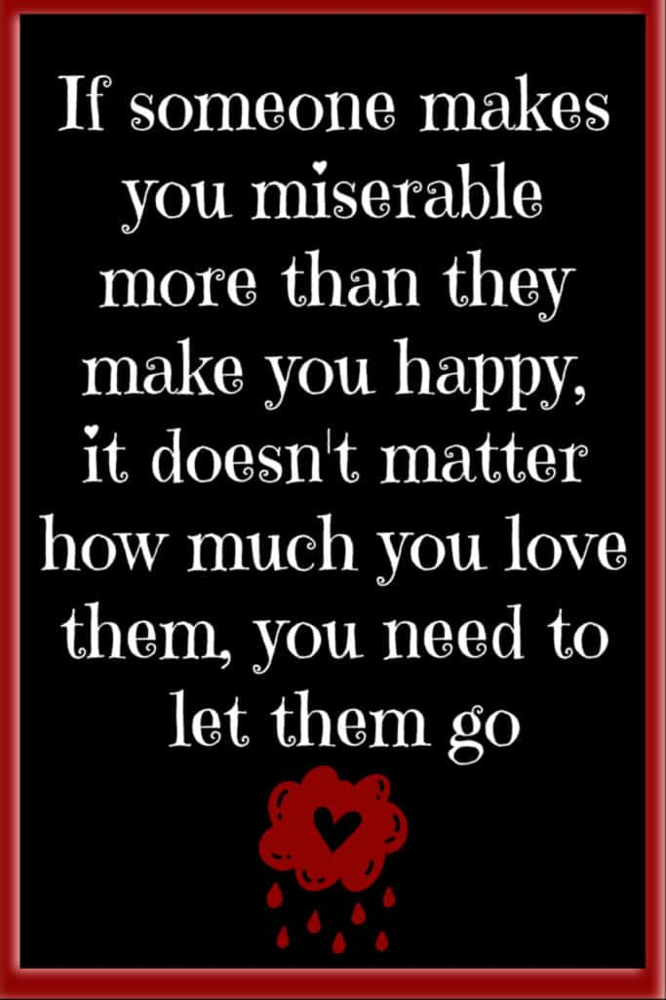 If someone makes
you miserable
more than they
make you happy,
it doesn't matter
how much you love
them, you need to
let them go